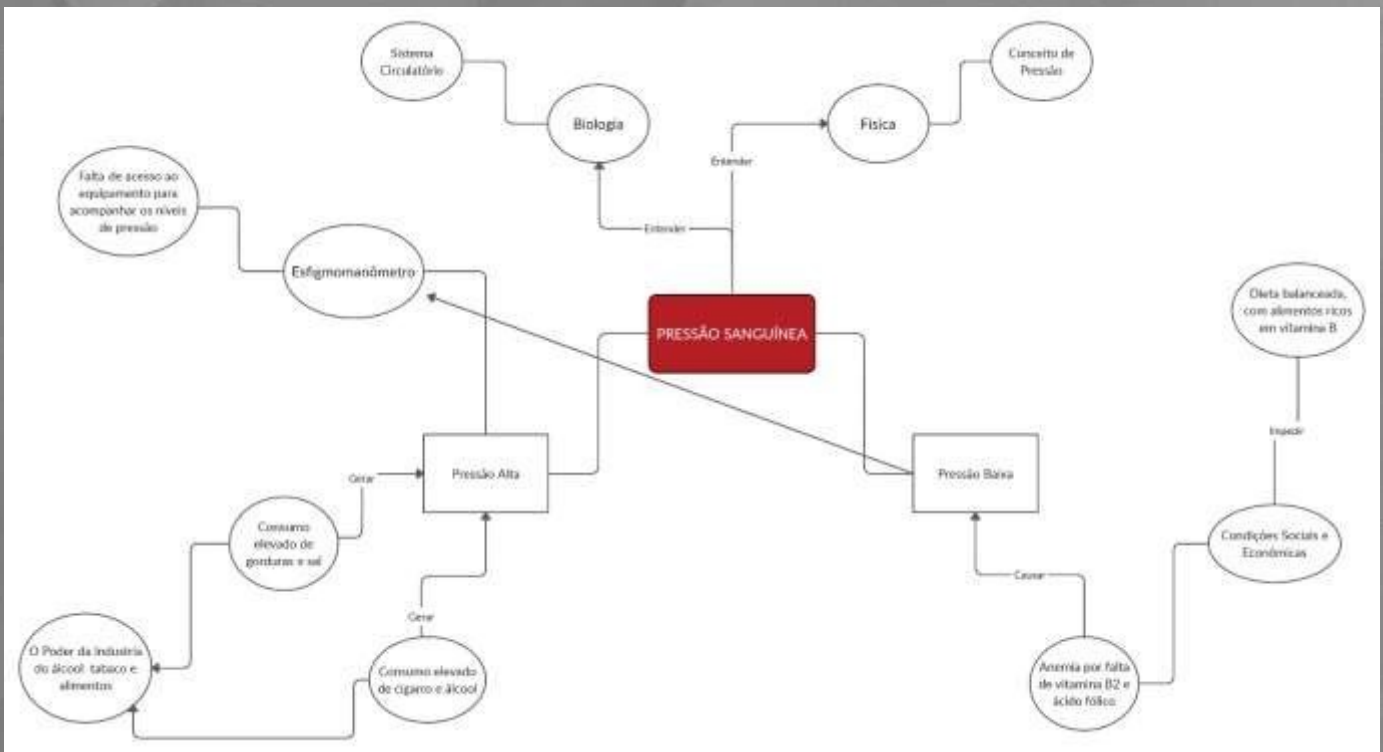 Sistema
Circulatório
Conceito de
Pressão
Biologia
Física
Entender
Falta de acesso ao
equipamento para
acompanhar os níveis
de pressão
Entender
Esfigmomanômetro
Dieta balanceada,
com alimentos ricos
em vitamina B
PRESSÃO SANGUÍNEA
Impedir
Pressão Alta
Pressão Baixa
Gerar
Consumo
elevado de
gorduras e sal
Condições Sociais e
Econômicas
Causar
Gerar
O Poder da Industria
do álcool: tabaco e
alimentos
Consumo elevado
de cigarro e álcool
Anemia por falta
de vitamina B2 e
ácido fólico.